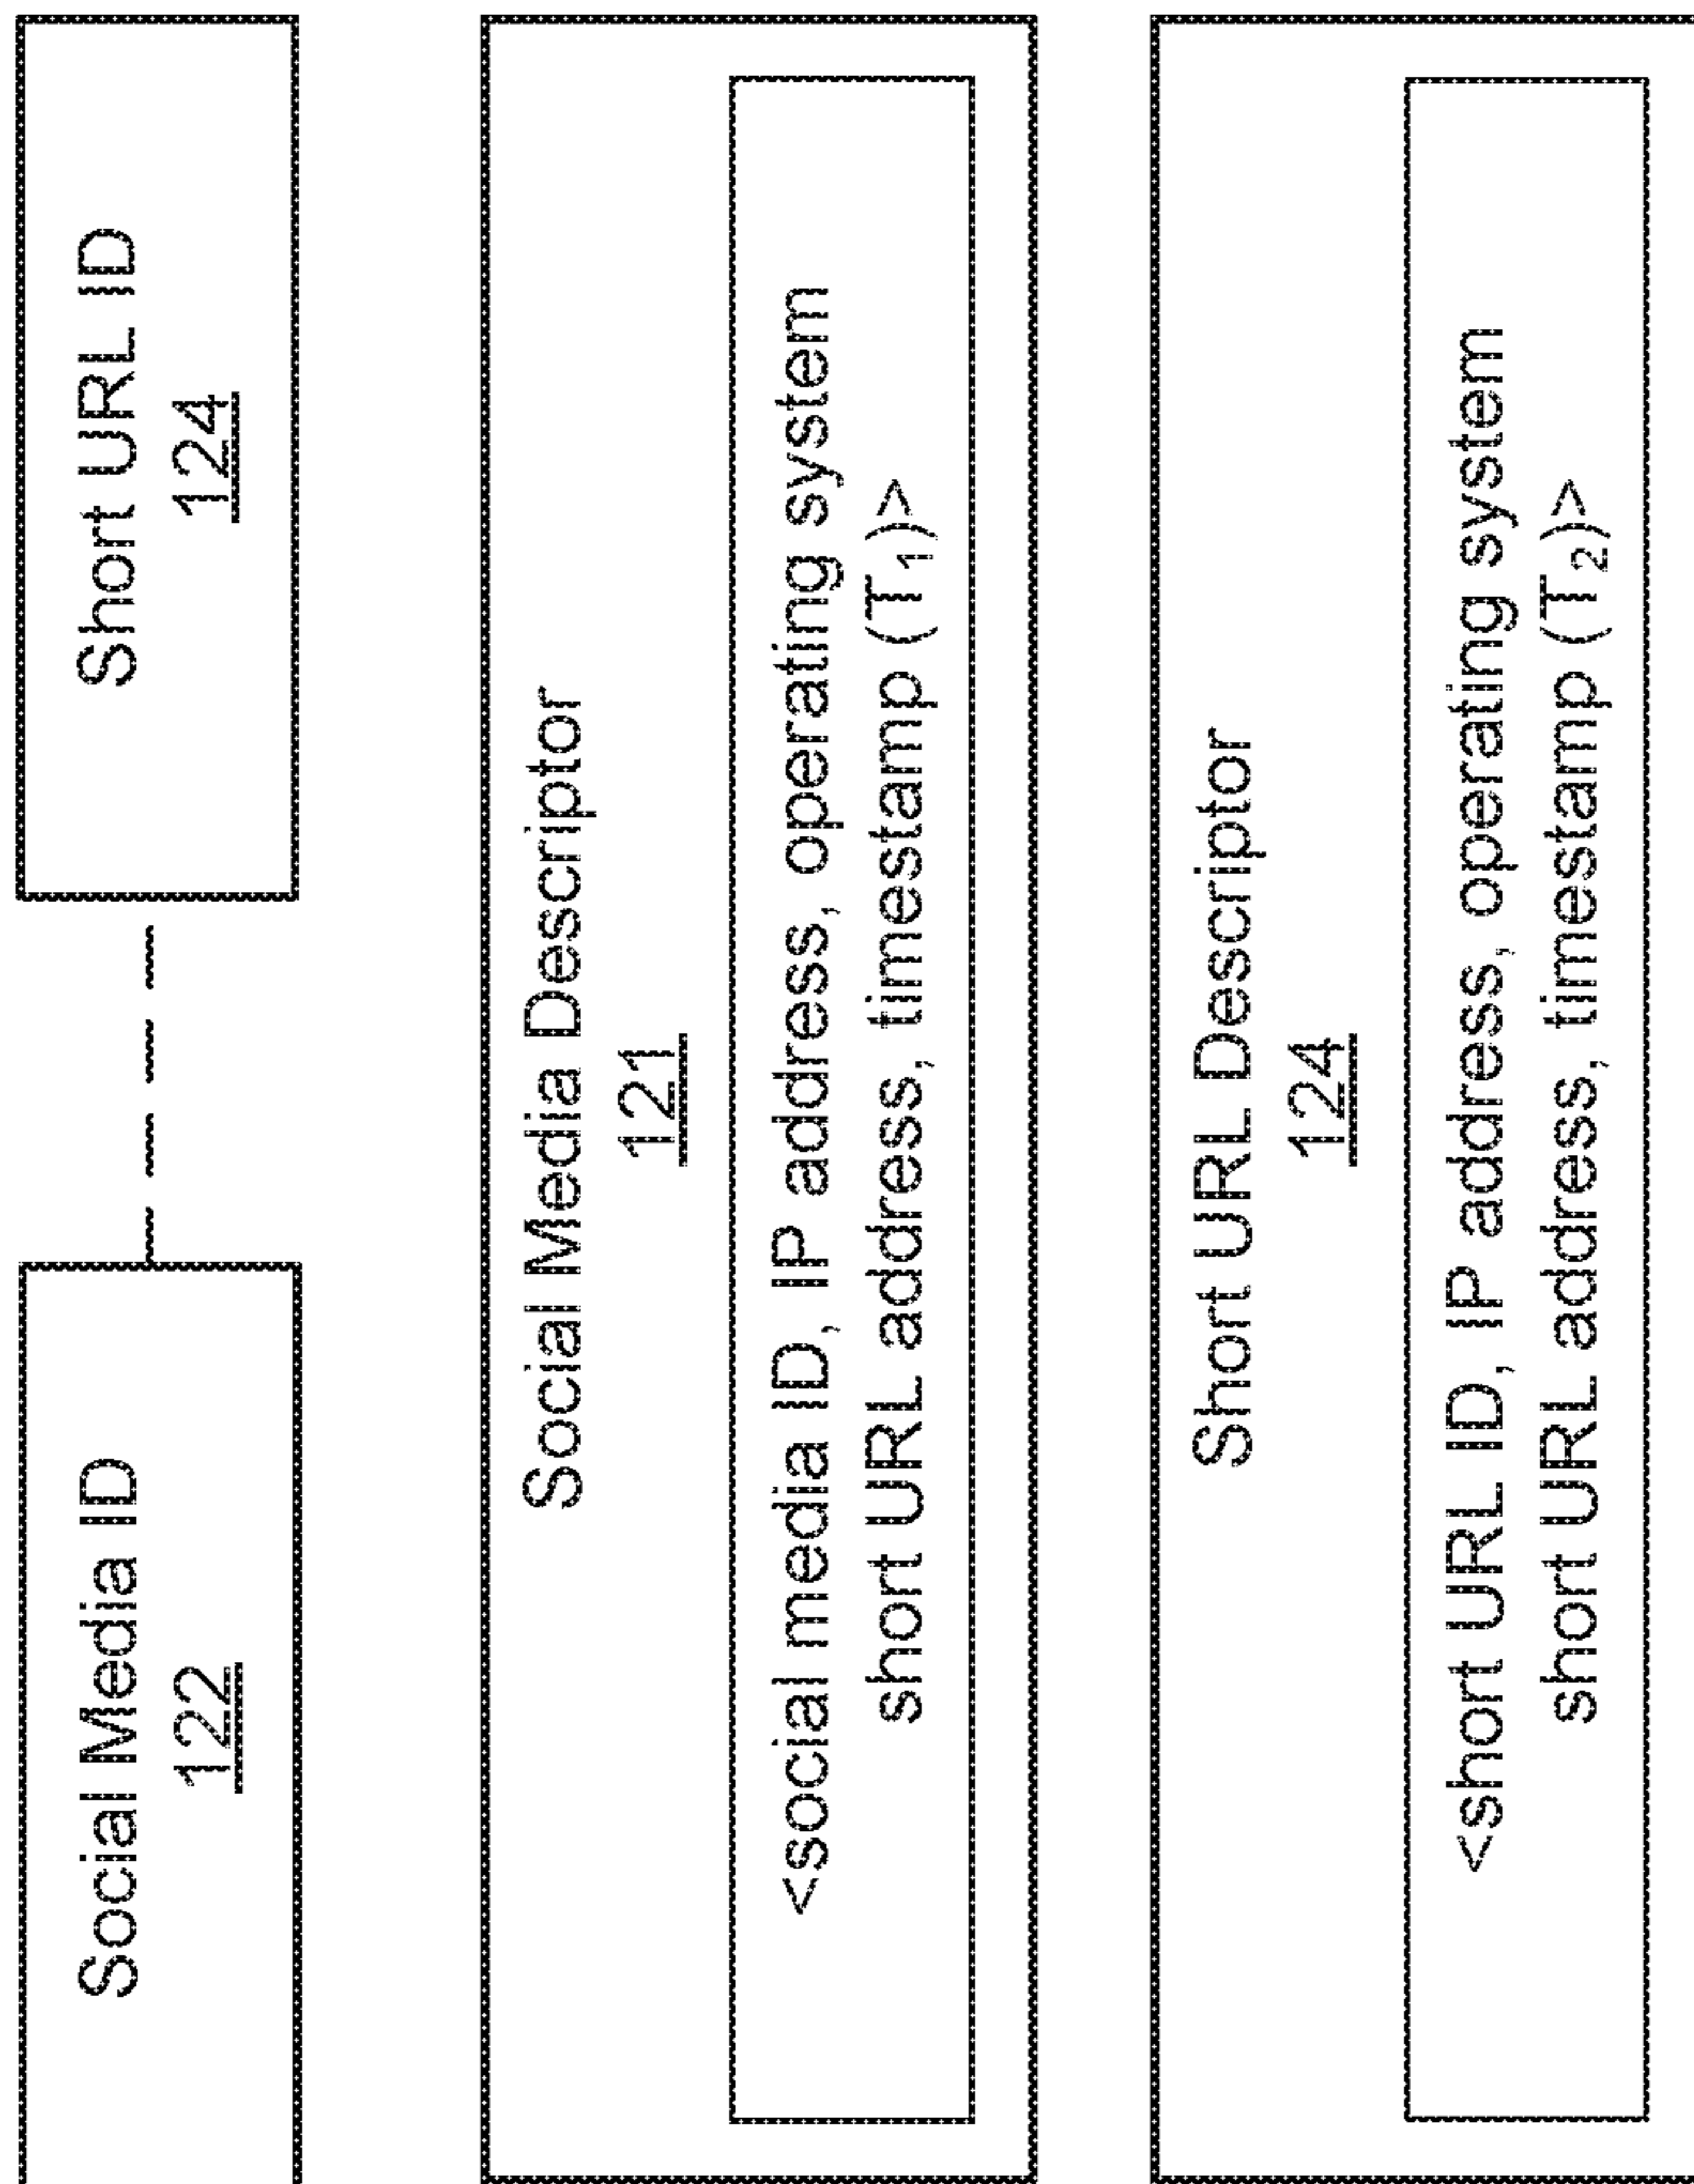 Social Media ID
122
Short URL ID
124
Social Media Descriptor
121
<social media ID, IP address, operating system
short URL address, timestamp (T1)>
Short URL Descriptor
124
<short URL ID, IP address, operating system
short URL address, timestamp (T2)>